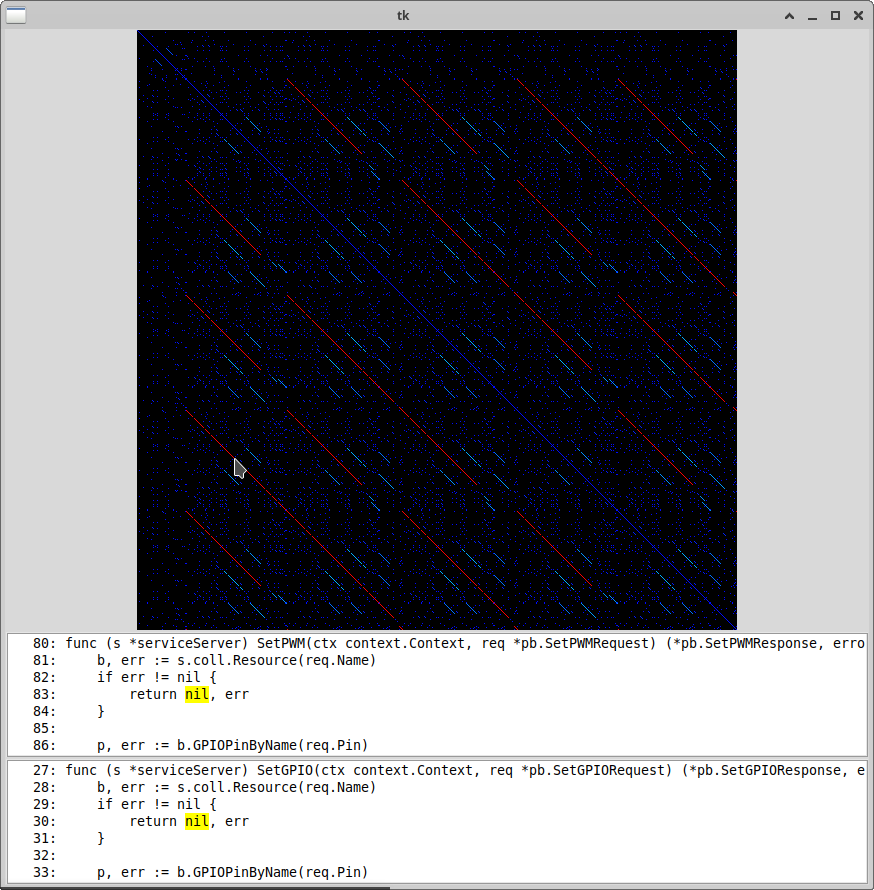 tk
80: func (s *serviceServer) SetPWM(ctx context.Context, req *pb.SetPWMRequest) (*pb.SetPWMResponse, erro
81:     b, err := s.coll.Resource(req.Name)
82:     if err != nil {
83:         return nil, err
84:     }
85:
86:     p, err := b.GPIOPinByName(req.Pin)
27: func (s *serviceServer) SetGPIO(ctx context.Context, req *pb.SetGPIORequest) (*pb.SetGPIOResponse, e
28:     b, err := s.coll.Resource(req.Name)
29:     if err != nil {
30:         return nil, err
31:     }
32:
33:     p, err := b.GPIOPinByName(req.Pin)